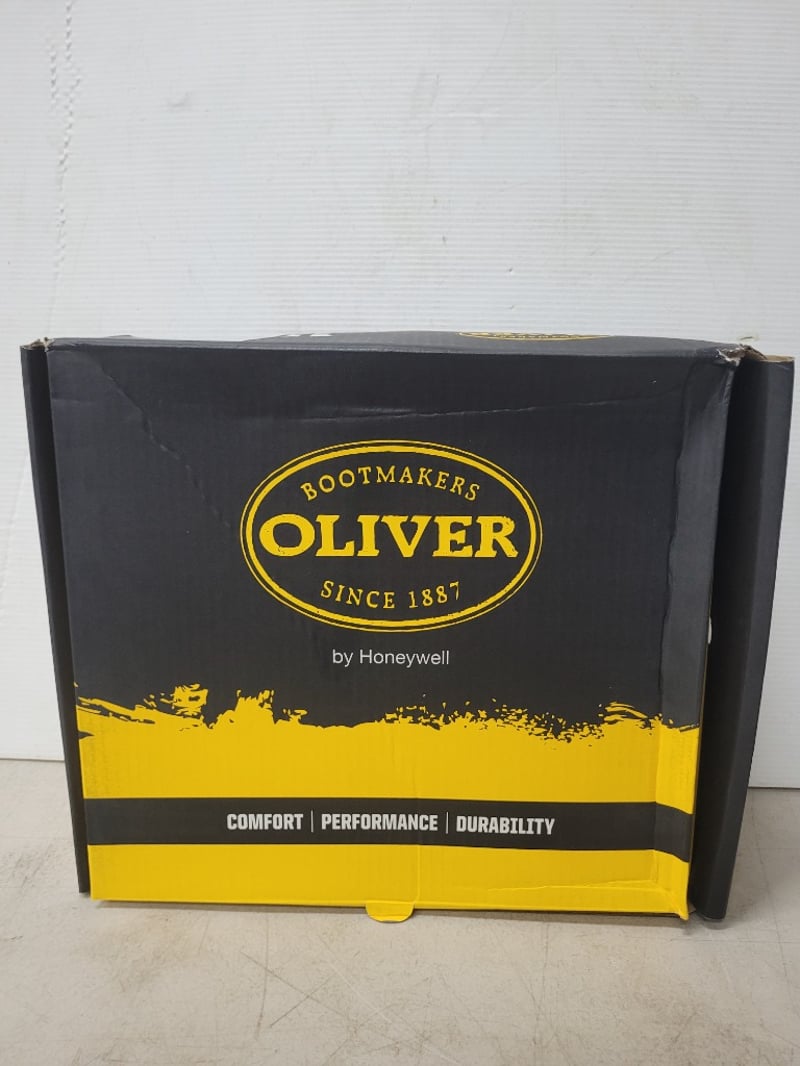 BOOTMAKERS
OLIVER
SINCE 1887
by Honeywell
COMFORT | PERFORMANCE | DURABILITY